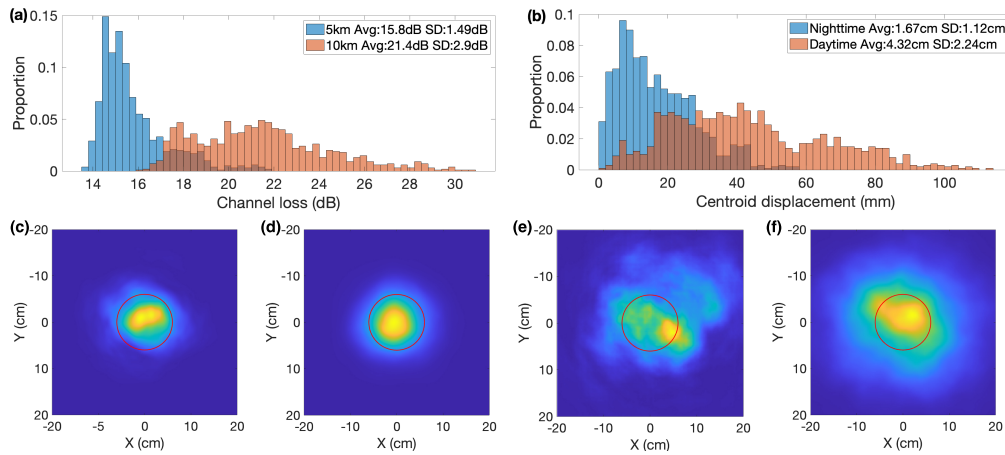 (a)
5km Avg:15.8dB SD:1.49dB
10km Avg:21.4dB SD:2.9dB
Proportion
0.15
0.1
0.05
0
14 16 18 20 22 24 26 28 30
Channel loss (dB)
(b)
Nighttime Avg:1.67cm SD:1.12cm
Daytime Avg:4.32cm SD:2.24cm
Proportion
0.1
0.08
0.06
0.04
0.02
0
0 20 40 60 80 100
Centroid displacement (mm)
(c)
-20
-10
0
10
20
Y (cm)
-20 -5 0 10 20
X (cm)
(d)
-20
-10
0
10
20
Y (cm)
-20 -10 0 10 20
X (cm)
(e)
-20
-10
0
10
20
Y (cm)
-20 -10 0 10 20
X (cm)
(f)
-20
-10
0
10
20
Y (cm)
-20 -10 0 10 20
X (cm)